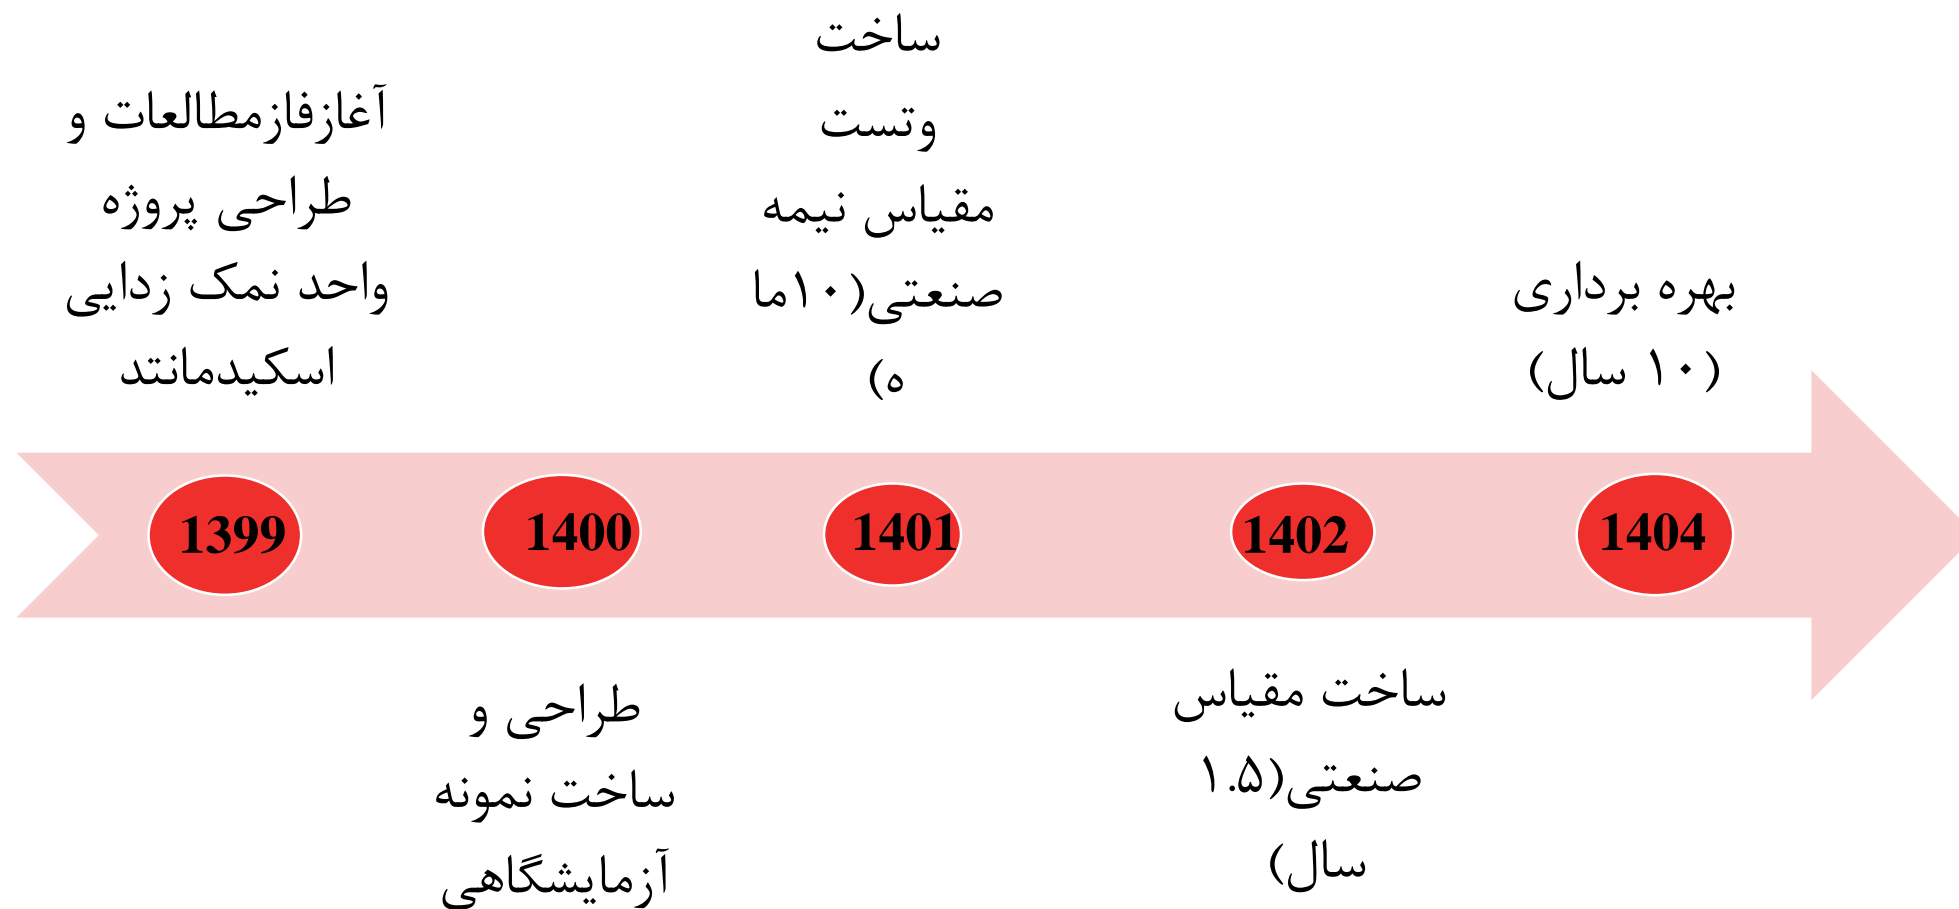 آغازفازمطالعات و
طراحی پروژه
واحد نمک زدایی
اسکیدمانتد
ساخت
وتست
مقیاس نیمه
صنعتی(۱۰ما
ه)
بهره برداری
(۱۰ سال)
1399
1400
1401
1402
1404
طراحی و
ساخت نمونه
آزمایشگاهی
ساخت مقیاس
صنعتی(۱.۵
سال)